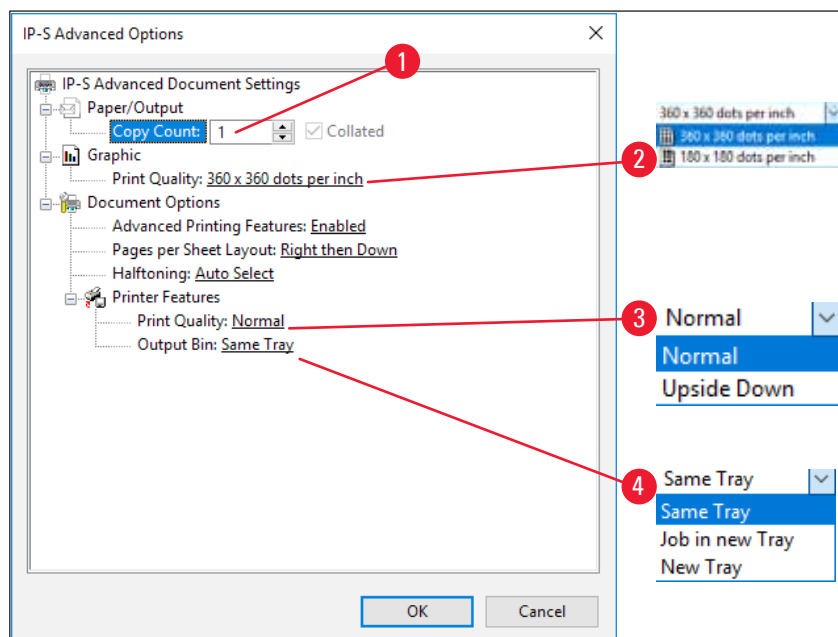 IP-S Advanced Options
1
IP-S Advanced Document Settings
Paper/Output
Copy Count: 1 Collated
Graphic
Print Quality: 360 x 360 dots per inch
Document Options
Advanced Printing Features: Enabled
Pages per Sheet Layout: Right then Down
Halftoning: Auto Select
Printer Features
Print Quality: Normal
Output Bin: Same Tray
OK Cancel
2
360 x 360 dots per inch
360 x 360 dots per inch
180 x 180 dots per inch
3
Normal
Normal
Upside Down
4
Same Tray
Same Tray
Job in new Tray
New Tray